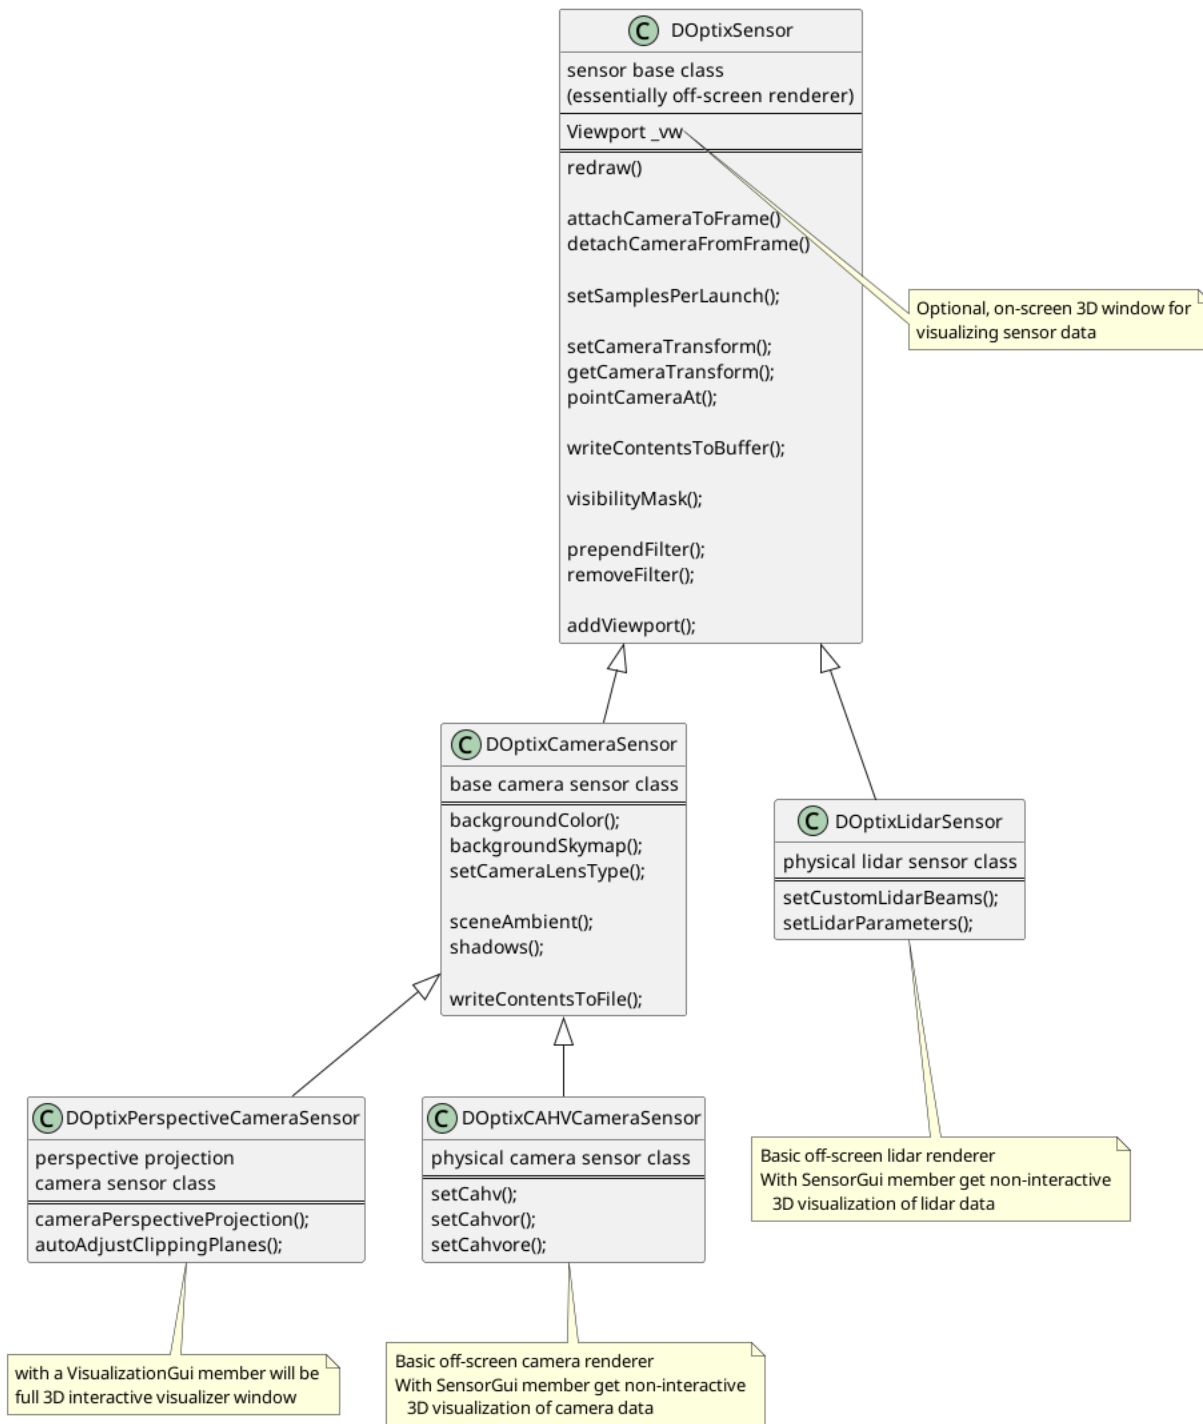 C DOptixSensor
sensor base class
(essentially off-screen renderer)
Viewport _vw
redraw()
attachCameraToFrame()
detachCameraFromFrame()
setSamplesPerLaunch();
setCameraTransform();
getCameraTransform();
pointCameraAt();
writeContentsToBuffer();
visibilityMask();
prependFilter();
removeFilter();
addViewport();
Optional, on-screen 3D window for
visualizing sensor data
C DOptixCameraSensor
base camera sensor class
backgroundColor();
backgroundSkymap();
setCameraLensType();
sceneAmbient();
shadows();
writeContentsToFile();
C DOptixLidarSensor
physical lidar sensor class
setCustomLidarBeams();
setLidarParameters();
C DOptixPerspectiveCameraSensor
perspective projection
camera sensor class
cameraPerspectiveProjection();
autoAdjustClippingPlanes();
C DOptixCAHVCameraSensor
physical camera sensor class
setCahv();
setCahvor();
setCahvore();
Basic off-screen lidar renderer
With SensorGui member get non-interactive
3D visualization of lidar data
with a VisualizationGui member will be
full 3D interactive visualizer window
Basic off-screen camera renderer
With SensorGui member get non-interactive
3D visualization of camera data